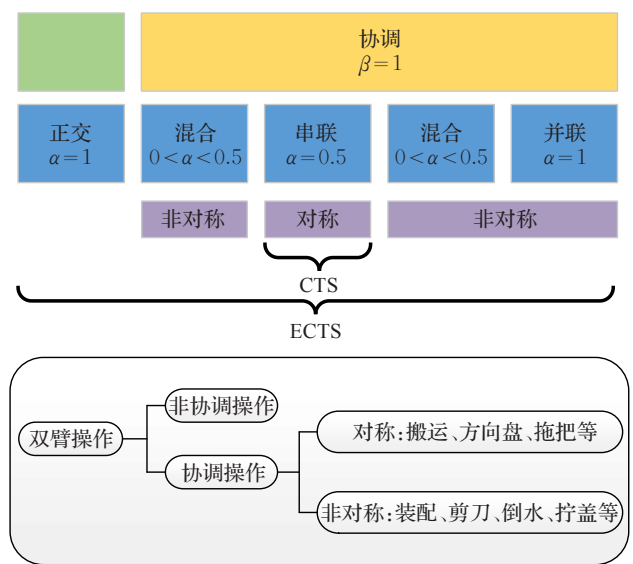 协调
β=1
正交
α=1
混合
0<α<0.5
串联
α=0.5
混合
0<α<0.5
并联
α=1
非对称
对称
非对称
CTS
ECTS
双臂操作
非协调操作
协调操作
对称:搬运、方向盘、拖把等
非对称:装配、剪刀、倒水、拧盖等